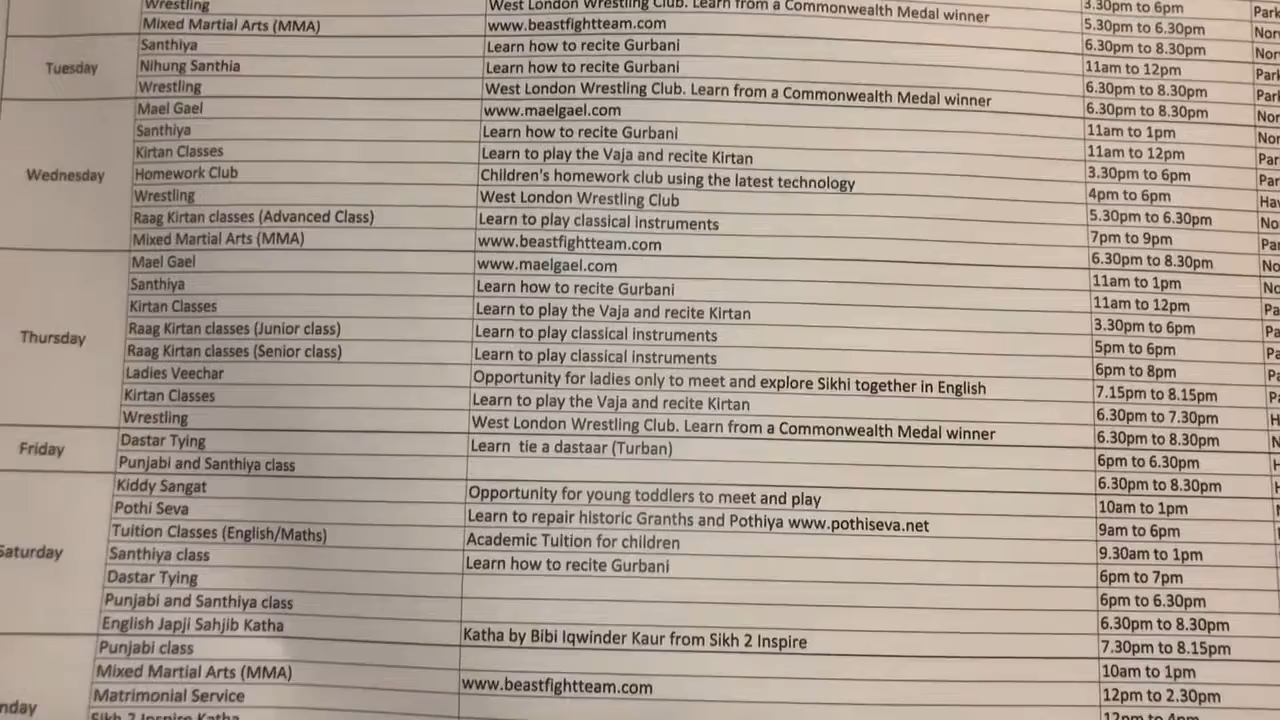 3.30pm to 6pm
Wrestling West London Wrestling Club. Learn from a Commonwealth Medal winner 5.30pm to 6.30pm
Mixed Martial Arts (MMA) www.beastfightteam.com 6.30pm to 8.30pm
Tuesday
Santhiya Learn how to recite Gurbani 11am to 12pm
Nihung Santhia Learn how to recite Gurbani 6.30pm to 8.30pm
Wrestling West London Wrestling Club. Learn from a Commonwealth Medal winner 6.30pm to 8.30pm
Wednesday
Mael Gael www.maelgael.com 11am to 1pm
Santhiya Learn how to recite Gurbani 11am to 12pm
Kirtan Classes Learn to play the Vaja and recite Kirtan 3.30pm to 6pm
Homework Club Children's homework club using the latest technology 4pm to 6pm
Wrestling West London Wrestling Club 5.30pm to 6.30pm
Raag Kirtan classes (Advanced Class) Learn to play classical instruments 7pm to 9pm
Mixed Martial Arts (MMA) www.beastfightteam.com 6.30pm to 8.30pm
Thursday
Mael Gael www.maelgael.com 11am to 1pm
Santhiya Learn how to recite Gurbani 11am to 12pm
Kirtan Classes Learn to play the Vaja and recite Kirtan 3.30pm to 6pm
Raag Kirtan classes (Junior class) Learn to play classical instruments 5pm to 6pm
Raag Kirtan classes (Senior class) Learn to play classical instruments 6pm to 8pm
Ladies Veechar Opportunity for ladies only to meet and explore Sikhi together in English 7.15pm to 8.15pm
Kirtan Classes Learn to play the Vaja and recite Kirtan 6.30pm to 7.30pm
Wrestling West London Wrestling Club. Learn from a Commonwealth Medal winner 6.30pm to 8.30pm
Friday
Dastar Tying Learn tie a dastaar (Turban) 6pm to 6.30pm
Punjabi and Santhiya class 6.30pm to 8.30pm
Saturday
Kiddy Sangat Opportunity for young toddlers to meet and play 10am to 1pm
Pothi Seva Learn to repair historic Granths and Pothiya www.pothiseva.net 9am to 6pm
Tuition Classes (English/Maths) Academic Tuition for children 9.30am to 1pm
Santhiya class Learn how to recite Gurbani 6pm to 7pm
Dastar Tying 6pm to 6.30pm
Punjabi and Santhiya class 6.30pm to 8.30pm
English Japji Sahjib Katha Katha by Bibi Iqwinder Kaur from Sikh 2 Inspire 7.30pm to 8.15pm
Punjabi class 10am to 1pm
Mixed Martial Arts (MMA) www.beastfightteam.com 12pm to 2.30pm
Matrimonial Service 12pm to 4pm
Sikh 2 Inspire Katha